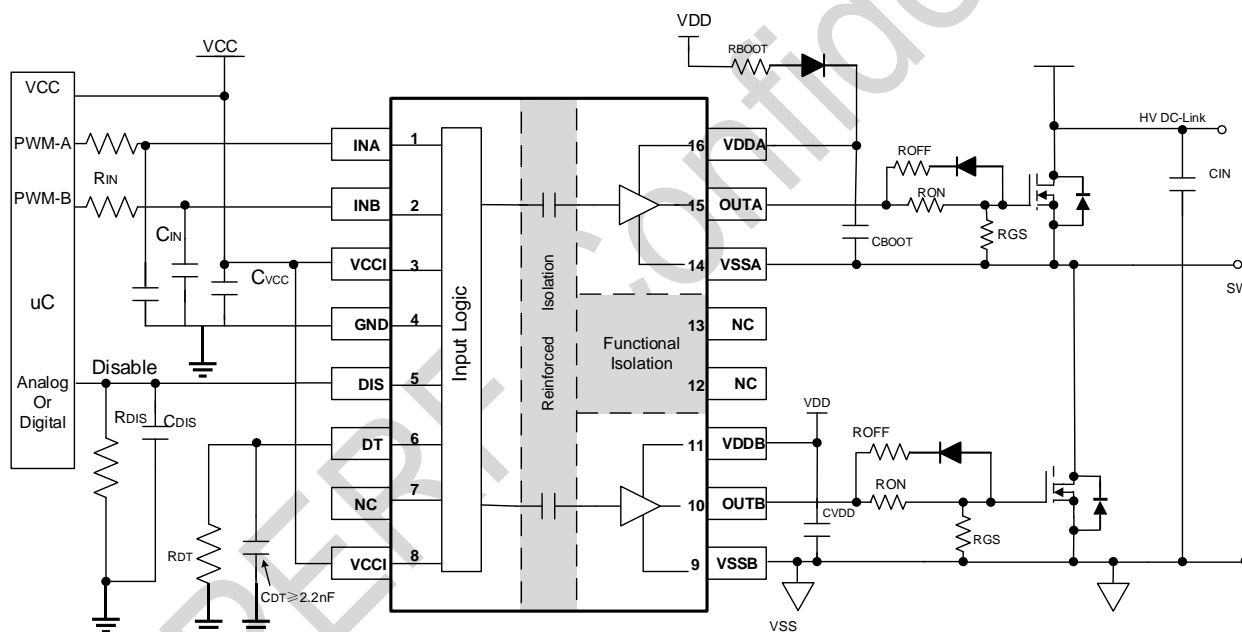 VCC
PWM-A
PWM-B
uC
Analog
Or
Digital
VCC
RIN
CIN
CVCC
Disable
RDIS
CDIS
RDT
CDT≥2.2nF
INA
INB
VCCI
GND
DIS
DT
NC
VCCI
1
2
3
4
5
6
7
8
Input Logic
Reinforced Isolation
Functional
Isolation
16
15
14
13
12
11
10
9
VDDA
OUTA
VSSA
NC
NC
VDDB
OUTB
VSSB
VDD
RBOOT
CBOOT
ROFF
RON
RGS
HV DC-Link
CIN
SW
VDD
CVDD
ROFF
RON
RGS
VSS